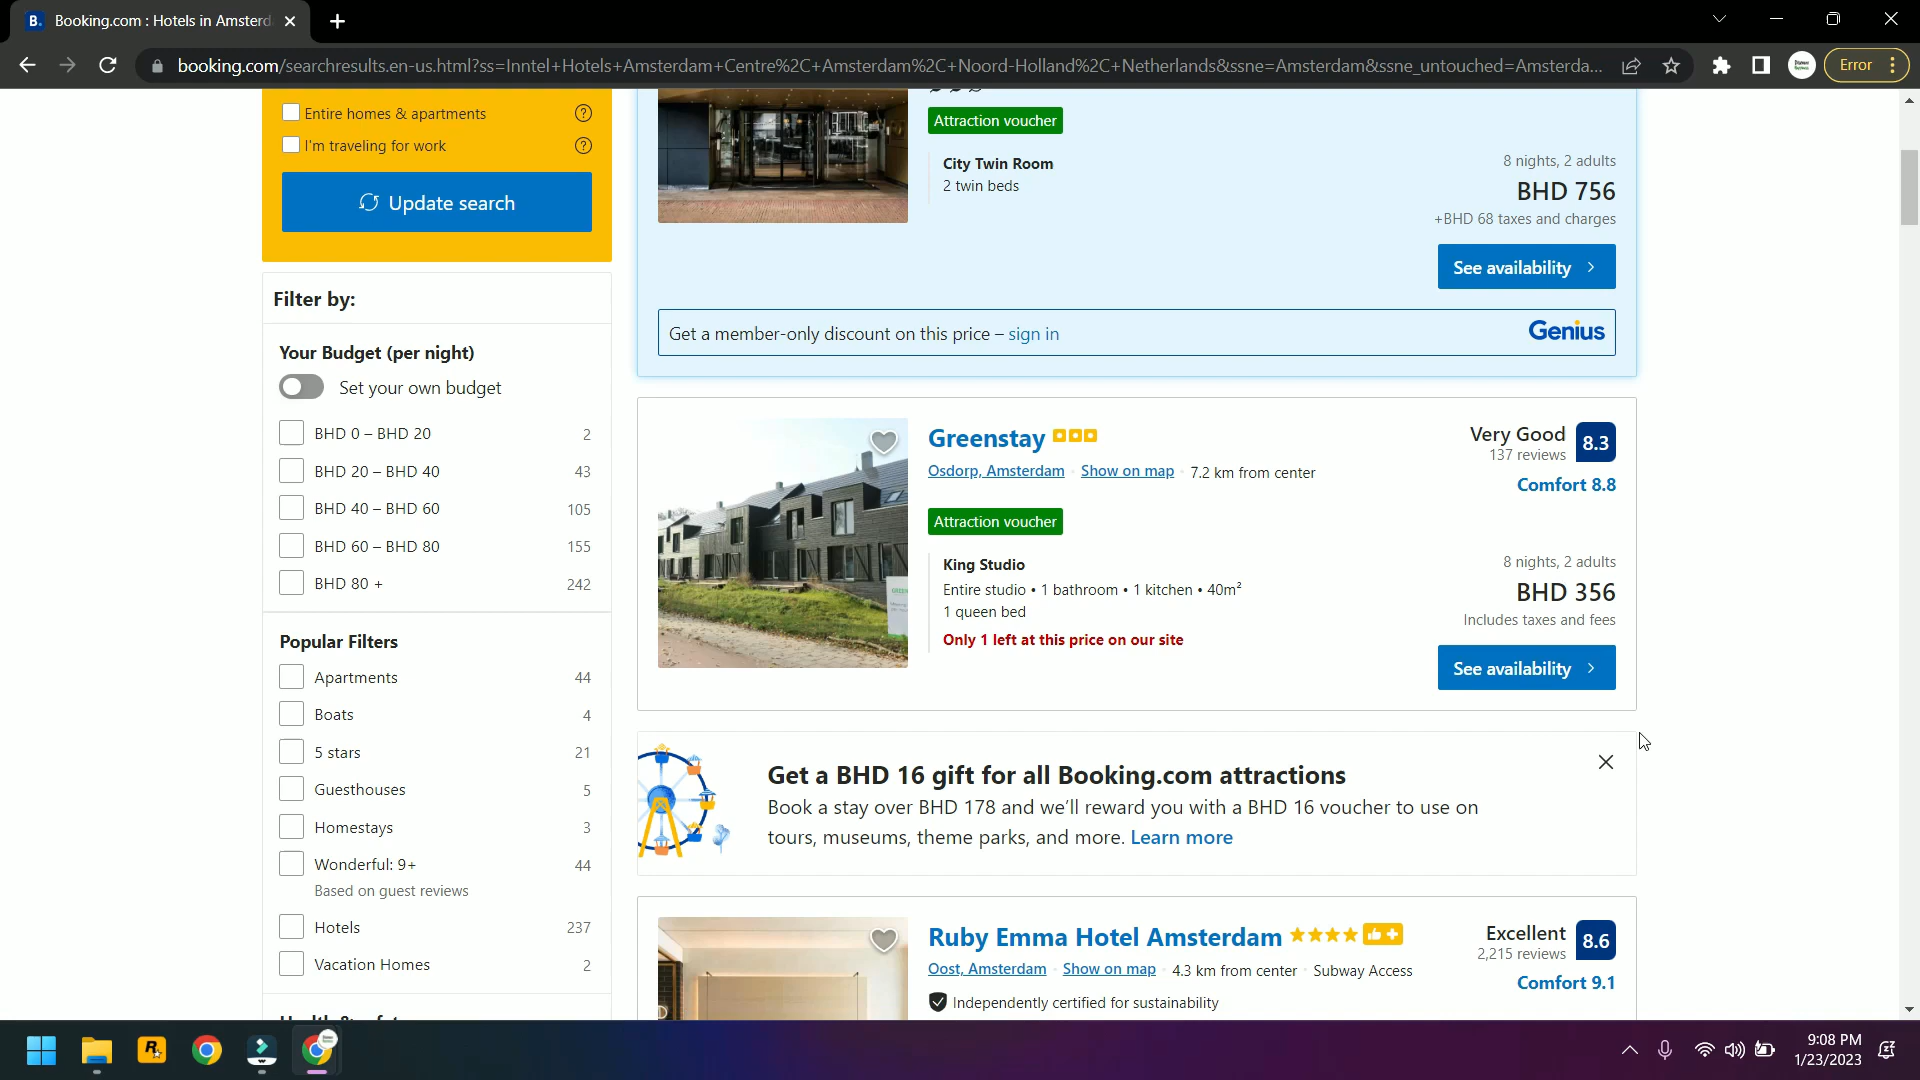 Booking.com : Hotels in Amsterd
booking.com/searchresults.en-us.html?ss=Inntel+Hotels+Amsterdam+Centre%2C+Amsterdam%2C+Noord-Holland%2C+Netherlands&ssne=Amsterdam&ssne_untouched=Amsterda...
Error
Entire homes & apartments
I'm traveling for work
Update search
Filter by:
Your Budget (per night)
Set your own budget
BHD 0 – BHD 20 2
BHD 20 – BHD 40 43
BHD 40 – BHD 60 105
BHD 60 – BHD 80 155
BHD 80 + 242
Popular Filters
Apartments 44
Boats 4
5 stars 21
Guesthouses 5
Homestays 3
Wonderful: 9+ 44
Based on guest reviews
Hotels 237
Vacation Homes 2
Attraction voucher
City Twin Room
2 twin beds
8 nights, 2 adults
BHD 756
+BHD 68 taxes and charges
See availability
Get a member-only discount on this price – sign in
Genius
Greenstay
Osdorp, Amsterdam Show on map 7.2 km from center
Very Good 8.3
137 reviews
Comfort 8.8
Attraction voucher
King Studio
Entire studio • 1 bathroom • 1 kitchen • 40m²
1 queen bed
Only 1 left at this price on our site
8 nights, 2 adults
BHD 356
Includes taxes and fees
See availability
Get a BHD 16 gift for all Booking.com attractions
Book a stay over BHD 178 and we'll reward you with a BHD 16 voucher to use on
tours, museums, theme parks, and more. Learn more
Ruby Emma Hotel Amsterdam
Oost, Amsterdam Show on map 4.3 km from center Subway Access
Independently certified for sustainability
Excellent 8.6
2,215 reviews
Comfort 9.1
9:08 PM
1/23/2023